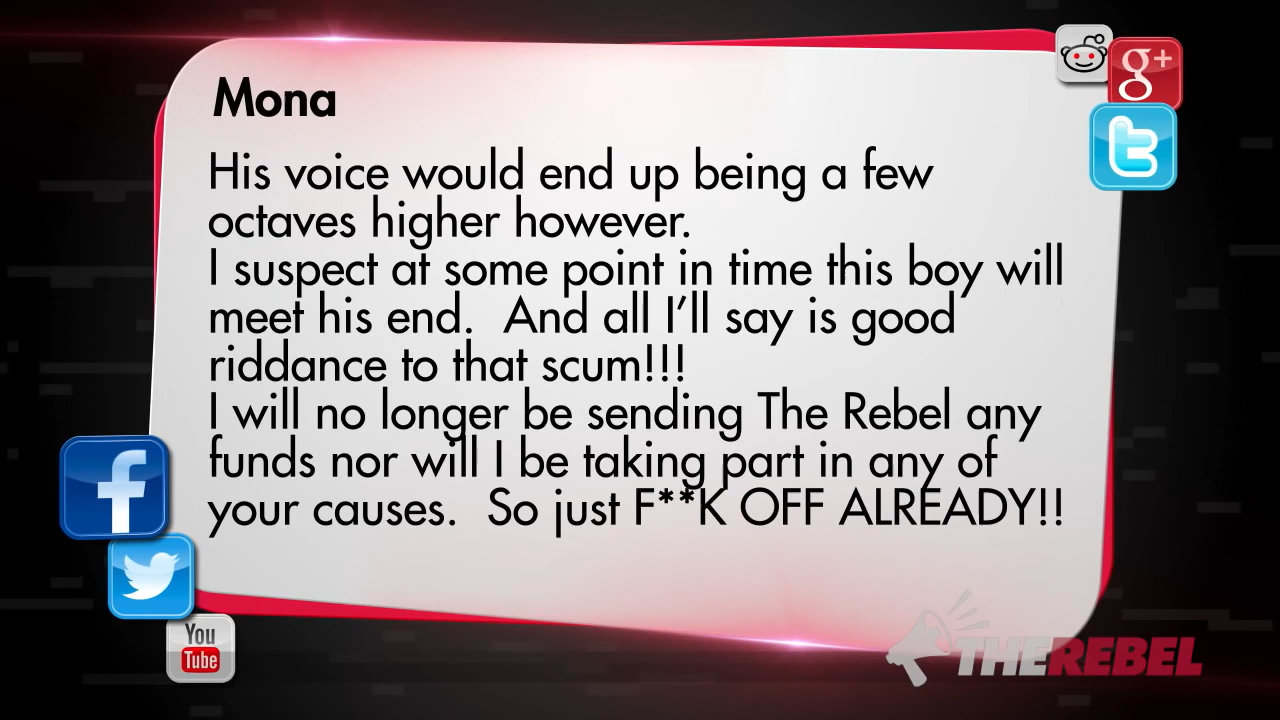 Mona
His voice would end up being a few
octaves higher however.
I suspect at some point in time this boy will
meet his end.  And all I’ll say is good
riddance to that scum!!!
I will no longer be sending The Rebel any
funds nor will I be taking part in any of
your causes.  So just F**K OFF ALREADY!!
g+
t
f
You
Tube
THEREBEL